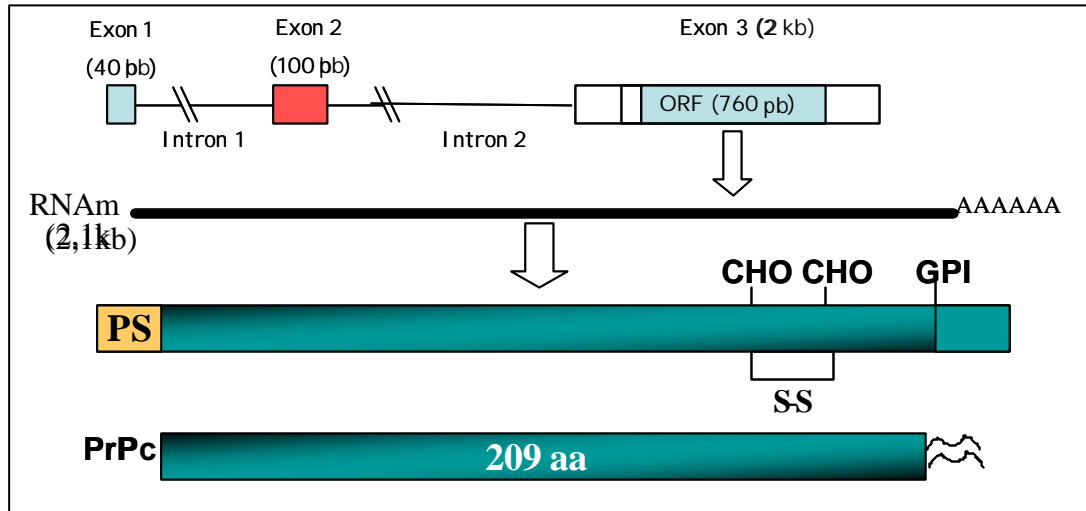 Exon 1
(40 pb)
Exon 2
(100 pb)
Exon 3 (2 kb)
ORF (760 pb)
Intron 1
Intron 2
RNAm
(2,1kb)
AAAAAA
CHO CHO GPI
PS
S-S
PrPc
209 aa